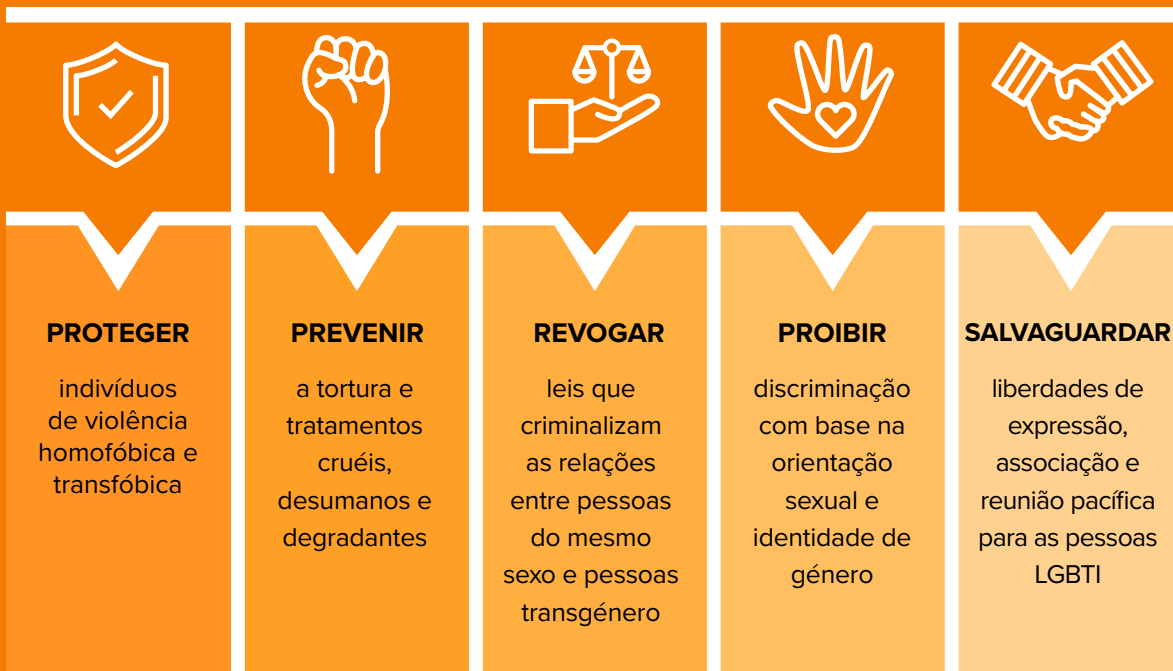 PROTEGER
indivíduos
de violência
homofóbica e
transfóbica
PREVENIR
a tortura e
tratamentos
cruéis,
desumanos e
degradantes
REVOGAR
leis que
criminalizam
as relações
entre pessoas
do mesmo
sexo e pessoas
transgénero
PROIBIR
discriminação
com base na
orientação
sexual e
identidade de
género
SALVAGUARDAR
liberdades de
expressão,
associação e
reunião pacífica
para as pessoas
LGBTI